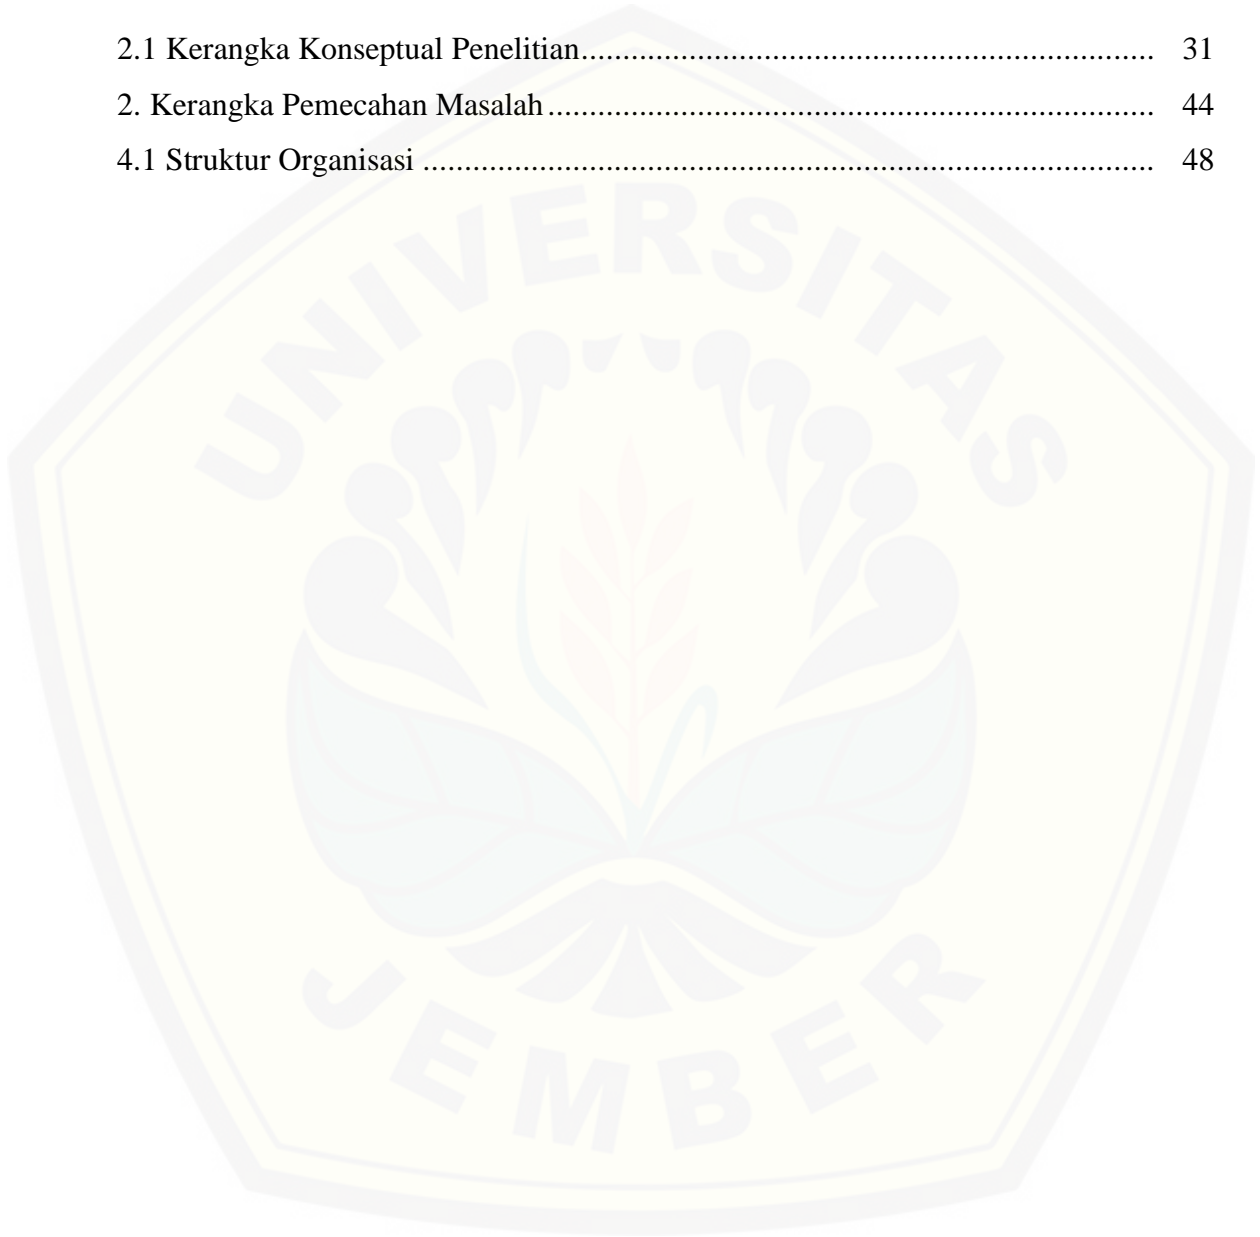 2.1 Kerangka Konseptual Penelitian..................................................................... 31
2. Kerangka Pemecahan Masalah......................................................................... 44
4.1 Struktur Organisasi ........................................................................................ 48
UNIVERSITAS
JEMBER